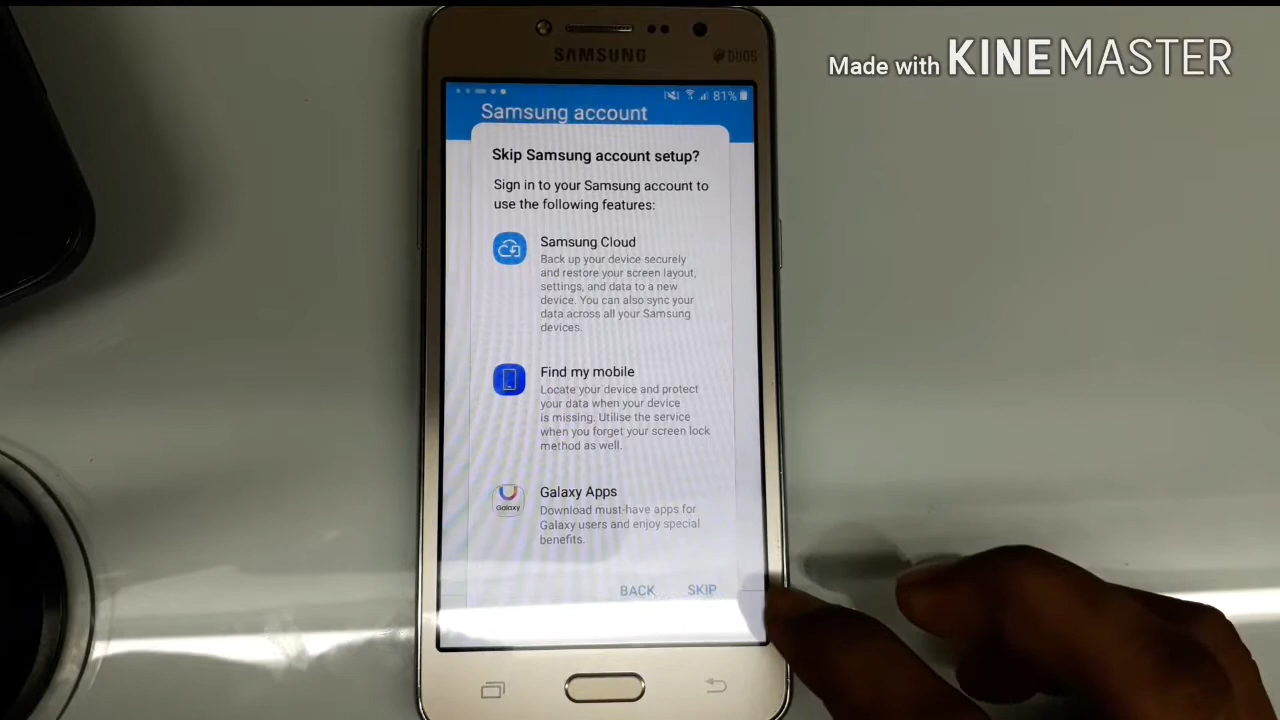 Made with KINEMASTER
SAMSUNG
DUOS
81%
Samsung account
Skip Samsung account setup?
Sign in to your Samsung account to
use the following features:
Samsung Cloud
Back up your device securely
and restore your screen layout,
settings, and data to a new
device. You can also sync your
data across all your Samsung
devices.
Find my mobile
Locate your device and protect
your data when your device
is missing. Utilise the service
when you forget your screen lock
method as well.
Galaxy Apps
Galaxy
Download must-have apps for
Galaxy users and enjoy special
benefits.
BACK SKIP